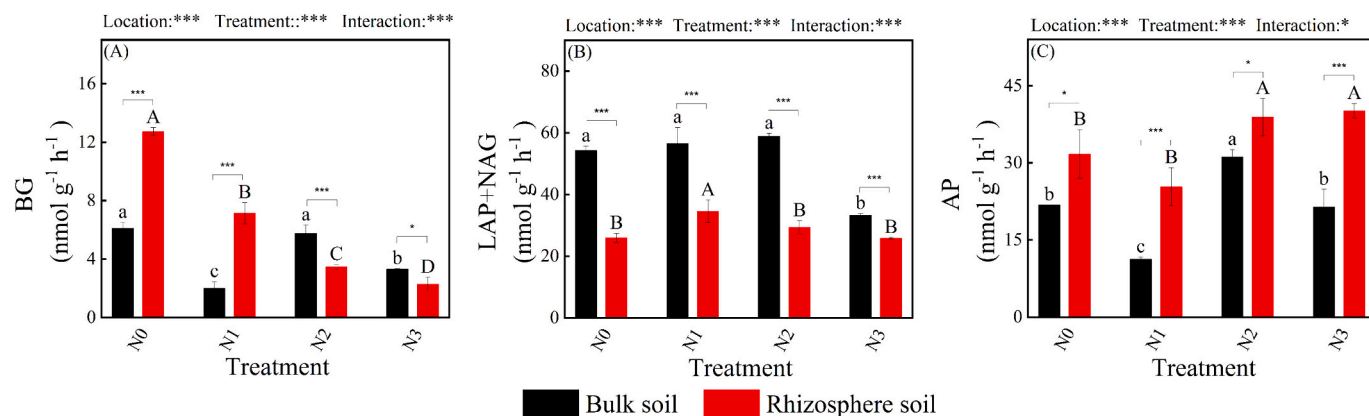 Location:*** Treatment::*** Interaction:***
(A)
BG
(nmol g⁻¹ h⁻¹)
16
12
8
4
0
***
a
A
***
c
B
***
a
C
*
b
D
N0
N1
N2
N3
Treatment
Location:*** Treatment:*** Interaction:***
(B)
LAP+NAG
(nmol g⁻¹ h⁻¹)
80
60
40
20
0
***
a
B
***
a
A
***
a
B
***
b
B
N0
N1
N2
N3
Treatment
Location:*** Treatment:*** Interaction:*
(C)
AP
(nmol g⁻¹ h⁻¹)
45
30
15
0
*
b
B
***
c
B
*
a
A
***
b
A
N0
N1
N2
N3
Treatment
Bulk soil Rhizosphere soil